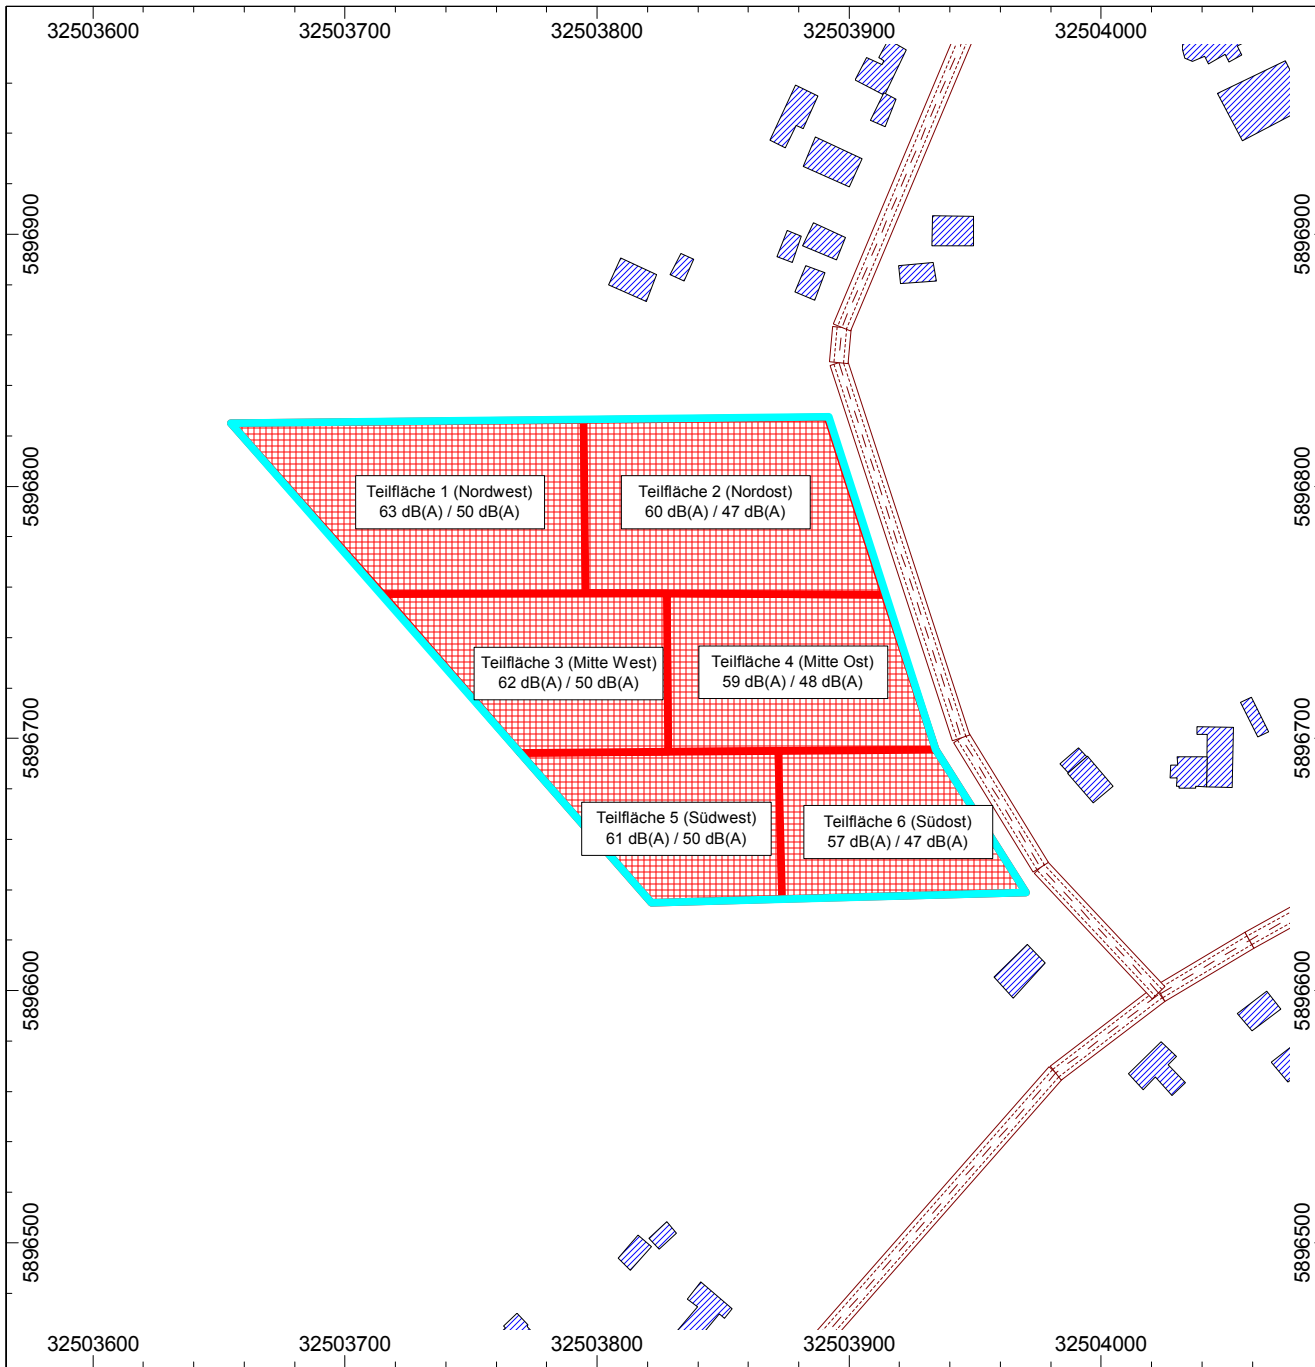 32503600 32503700 32503800 32503900 32504000
5896900 5896900
5896800 5896800
Teilfläche 1 (Nordwest)
63 dB(A) / 50 dB(A)
Teilfläche 2 (Nordost)
60 dB(A) / 47 dB(A)
Teilfläche 3 (Mitte West)
62 dB(A) / 50 dB(A)
Teilfläche 4 (Mitte Ost)
59 dB(A) / 48 dB(A)
5896700 5896700
Teilfläche 5 (Südwest)
61 dB(A) / 50 dB(A)
Teilfläche 6 (Südost)
57 dB(A) / 47 dB(A)
5896600 5896600
5896500 5896500
32503600 32503700 32503800 32503900 32504000